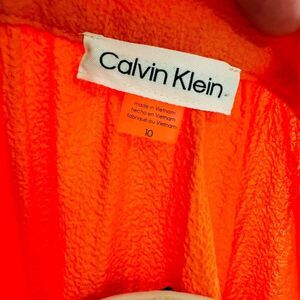 Calvin Klein
made in Vietnam
hecho en Vietnam
fabriqué au Vietnam
10